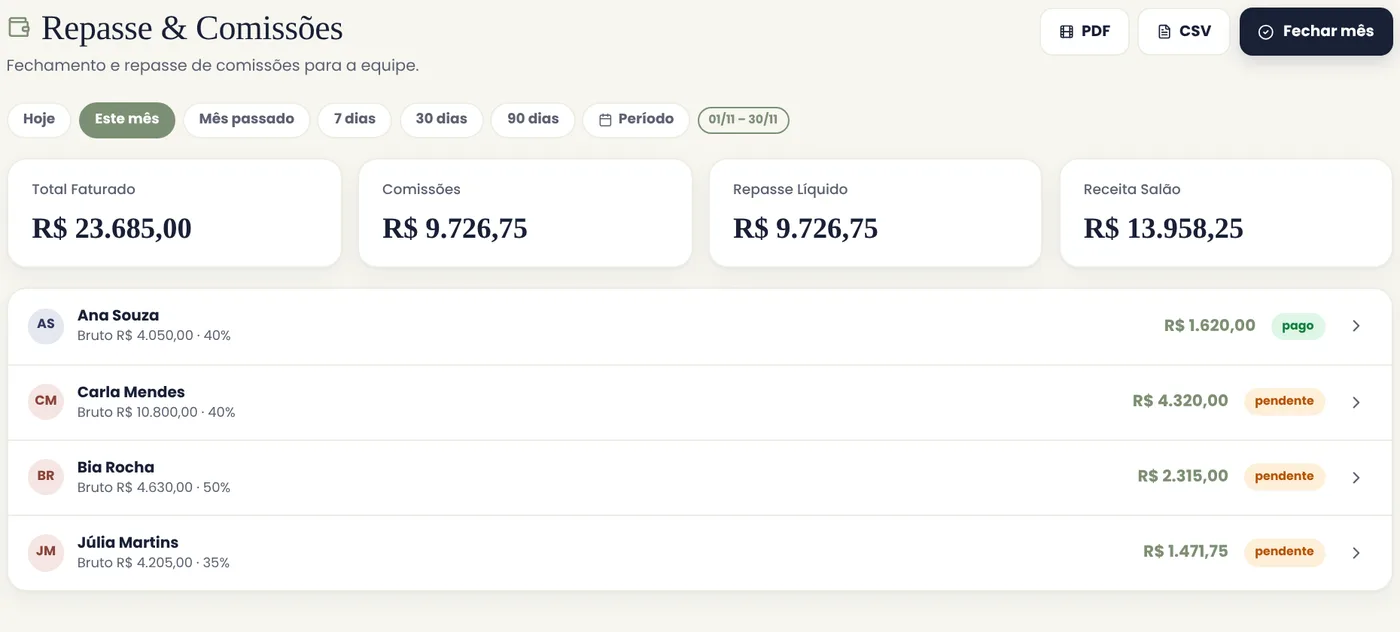 Repasse & Comissões
Fechamento e repasse de comissões para a equipe.
PDF
CSV
Fechar mês
Hoje
Este mês
Mês passado
7 dias
30 dias
90 dias
Período
01/11 – 30/11
Total Faturado
R$ 23.685,00
Comissões
R$ 9.726,75
Repasse Líquido
R$ 9.726,75
Receita Salão
R$ 13.958,25
AS
Ana Souza
Bruto R$ 4.050,00 · 40%
R$ 1.620,00
pago
CM
Carla Mendes
Bruto R$ 10.800,00 · 40%
R$ 4.320,00
pendente
BR
Bia Rocha
Bruto R$ 4.630,00 · 50%
R$ 2.315,00
pendente
JM
Júlia Martins
Bruto R$ 4.205,00 · 35%
R$ 1.471,75
pendente